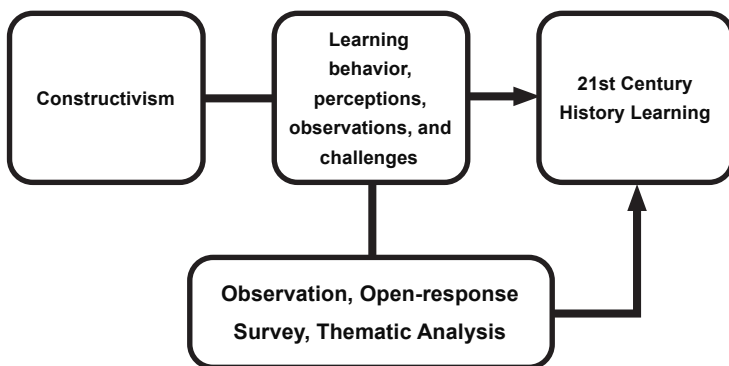 Constructivism
Learning
behavior,
perceptions,
observations, and
challenges
21st Century
History Learning
Observation, Open-response
Survey, Thematic Analysis